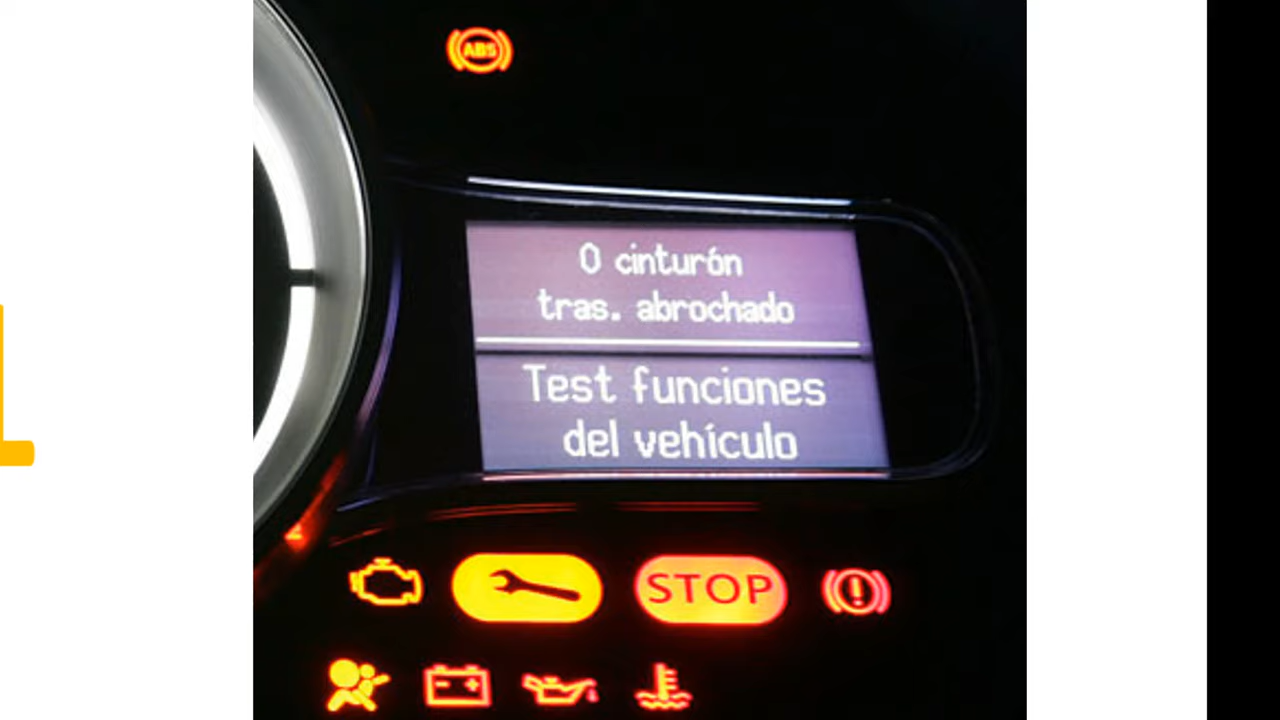 ABS
0 cinturón
tras. abrochado
Test funciones
del vehículo
STOP